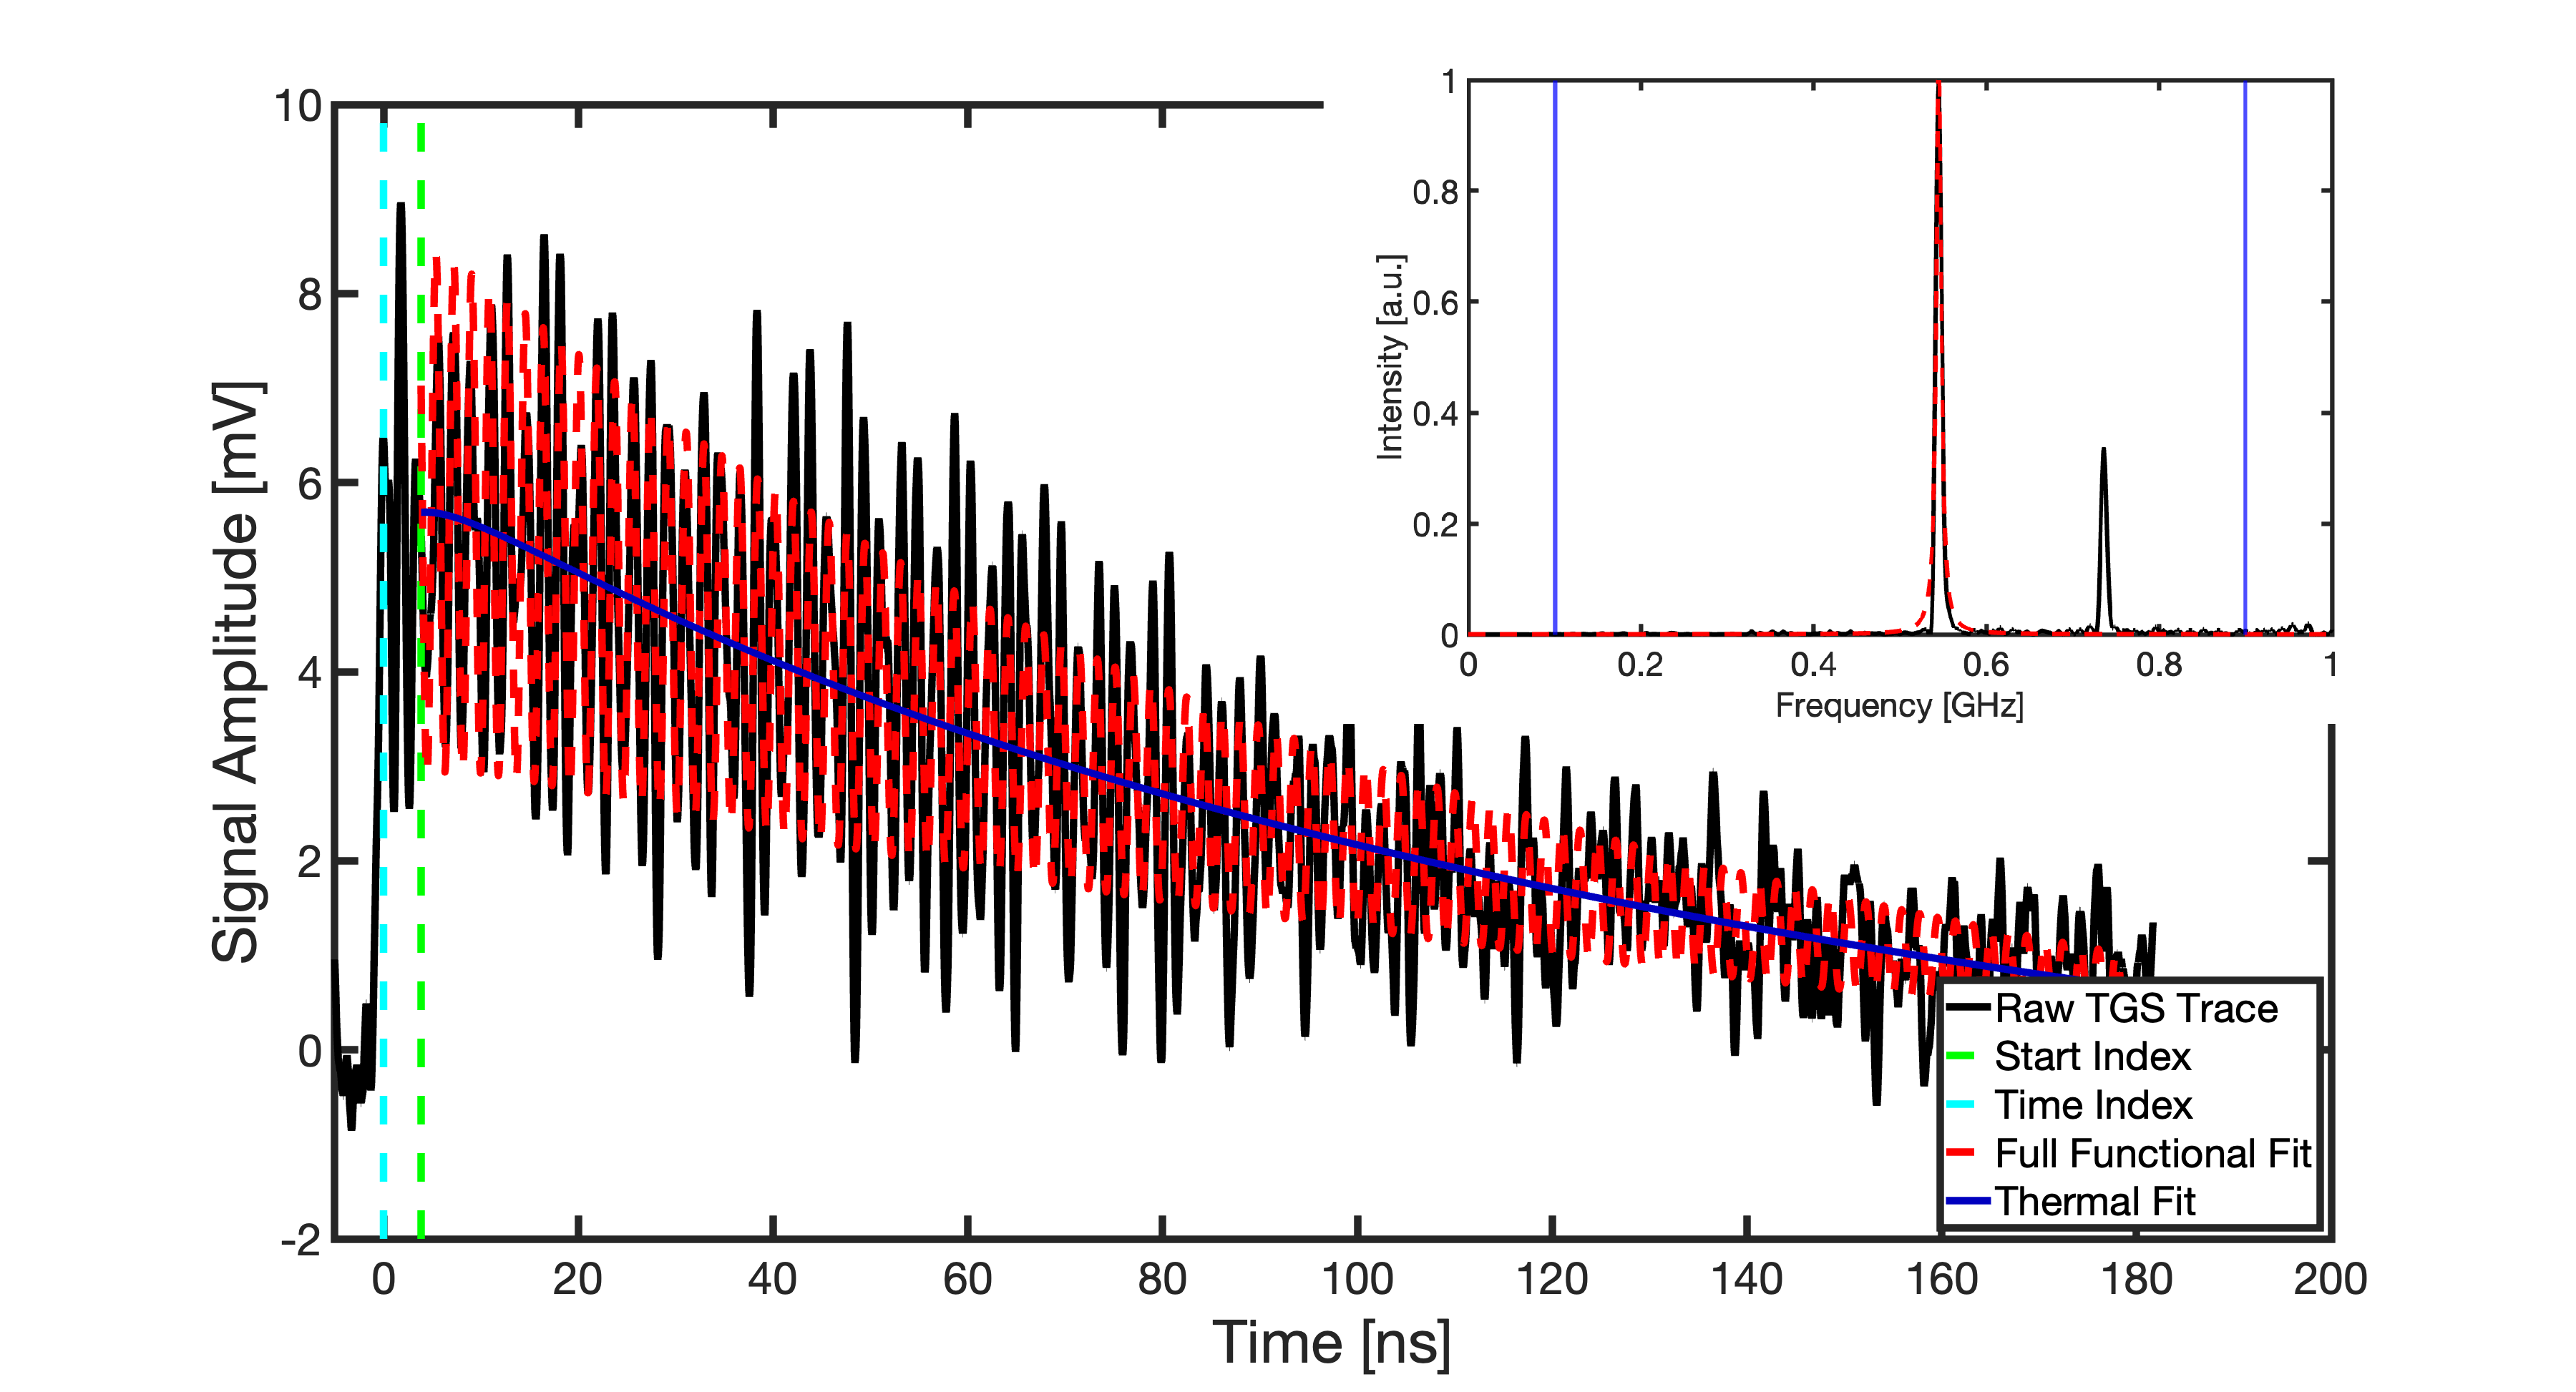 10
8
6
4
2
0
-2
Signal Amplitude [mV]
0 20 40 60 80 100 120 140 160 180 200
Time [ns]
1
0.8
0.6
0.4
0.2
0
Intensity [a.u.]
0 0.2 0.4 0.6 0.8 1
Frequency [GHz]
Raw TGS Trace
Start Index
Time Index
Full Functional Fit
Thermal Fit